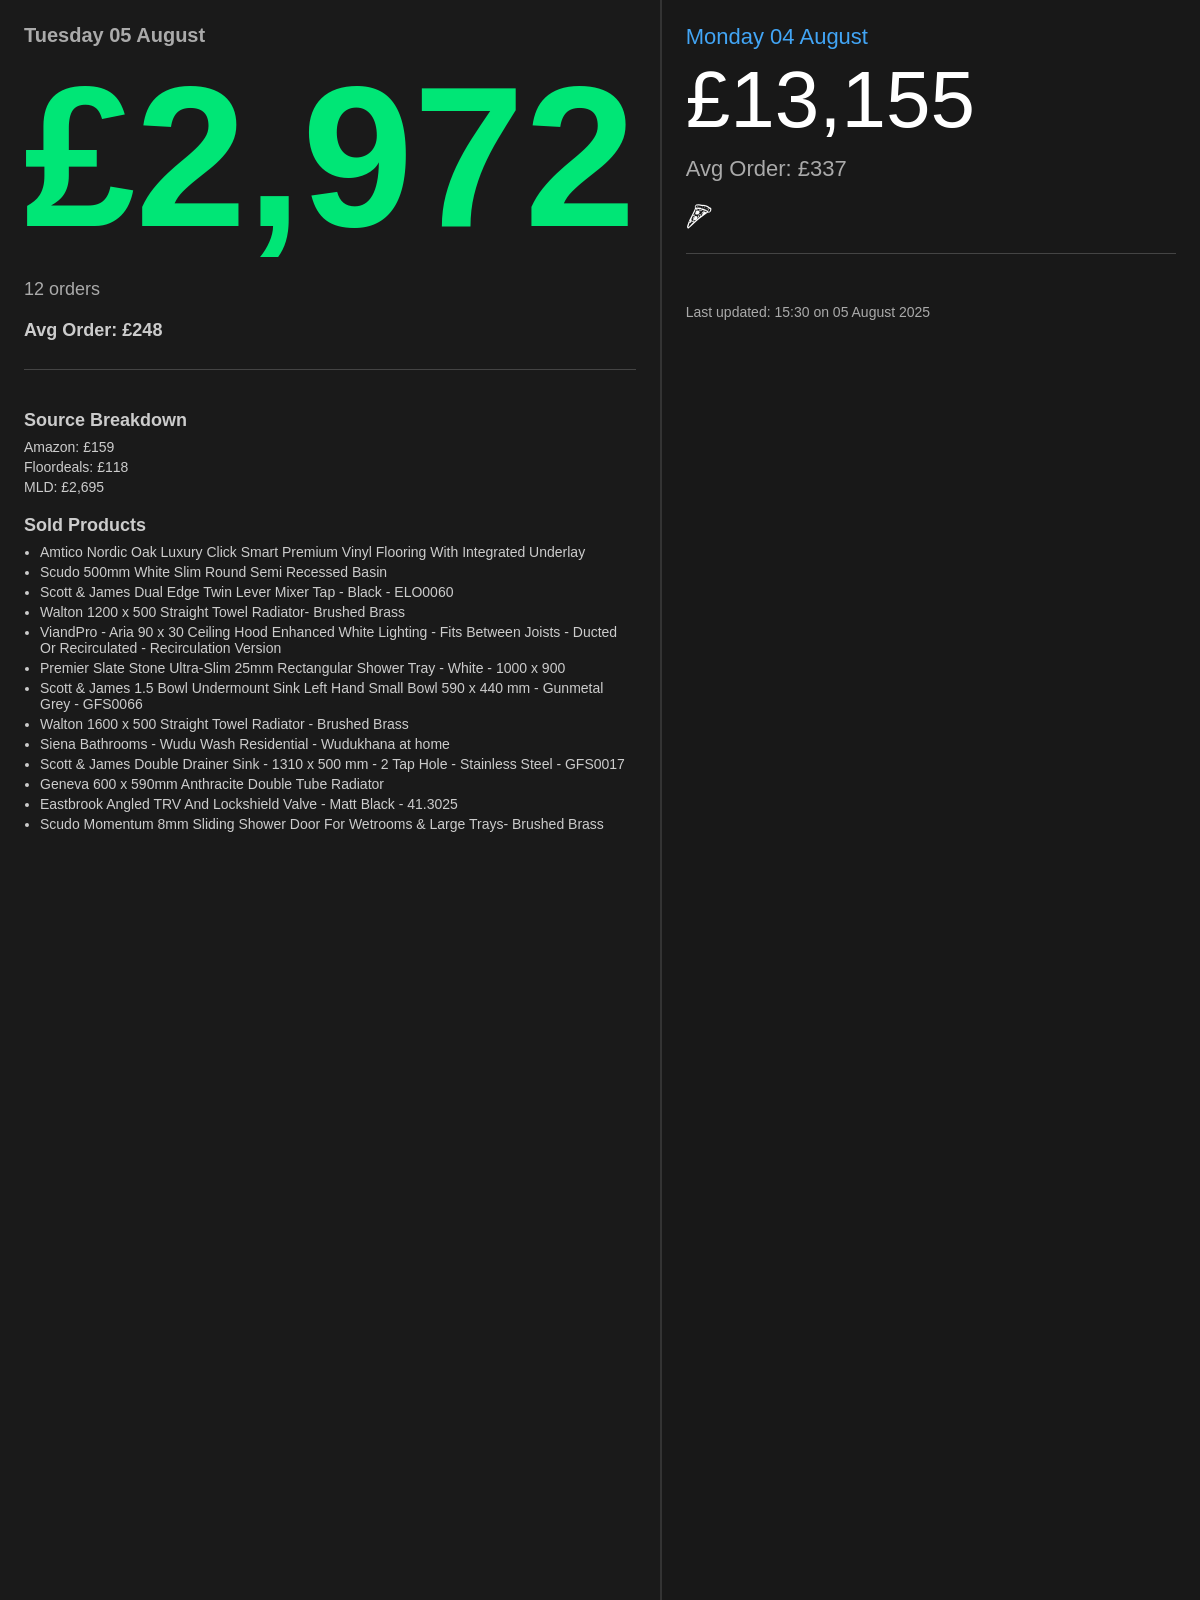 Tuesday 05 August
£2,972
12 orders
Avg Order: £248
Source Breakdown
Amazon: £159
Floordeals: £118
MLD: £2,695
Sold Products
Amtico Nordic Oak Luxury Click Smart Premium Vinyl Flooring With Integrated Underlay
Scudo 500mm White Slim Round Semi Recessed Basin
Scott & James Dual Edge Twin Lever Mixer Tap - Black - ELO0060
Walton 1200 x 500 Straight Towel Radiator- Brushed Brass
ViandPro - Aria 90 x 30 Ceiling Hood Enhanced White Lighting - Fits Between Joists - Ducted
Or Recirculated - Recirculation Version
Premier Slate Stone Ultra-Slim 25mm Rectangular Shower Tray - White - 1000 x 900
Scott & James 1.5 Bowl Undermount Sink Left Hand Small Bowl 590 x 440 mm - Gunmetal
Grey - GFS0066
Walton 1600 x 500 Straight Towel Radiator - Brushed Brass
Siena Bathrooms - Wudu Wash Residential - Wudukhana at home
Scott & James Double Drainer Sink - 1310 x 500 mm - 2 Tap Hole - Stainless Steel - GFS0017
Geneva 600 x 590mm Anthracite Double Tube Radiator
Eastbrook Angled TRV And Lockshield Valve - Matt Black - 41.3025
Scudo Momentum 8mm Sliding Shower Door For Wetrooms & Large Trays- Brushed Brass
Monday 04 August
£13,155
Avg Order: £337
Last updated: 15:30 on 05 August 2025